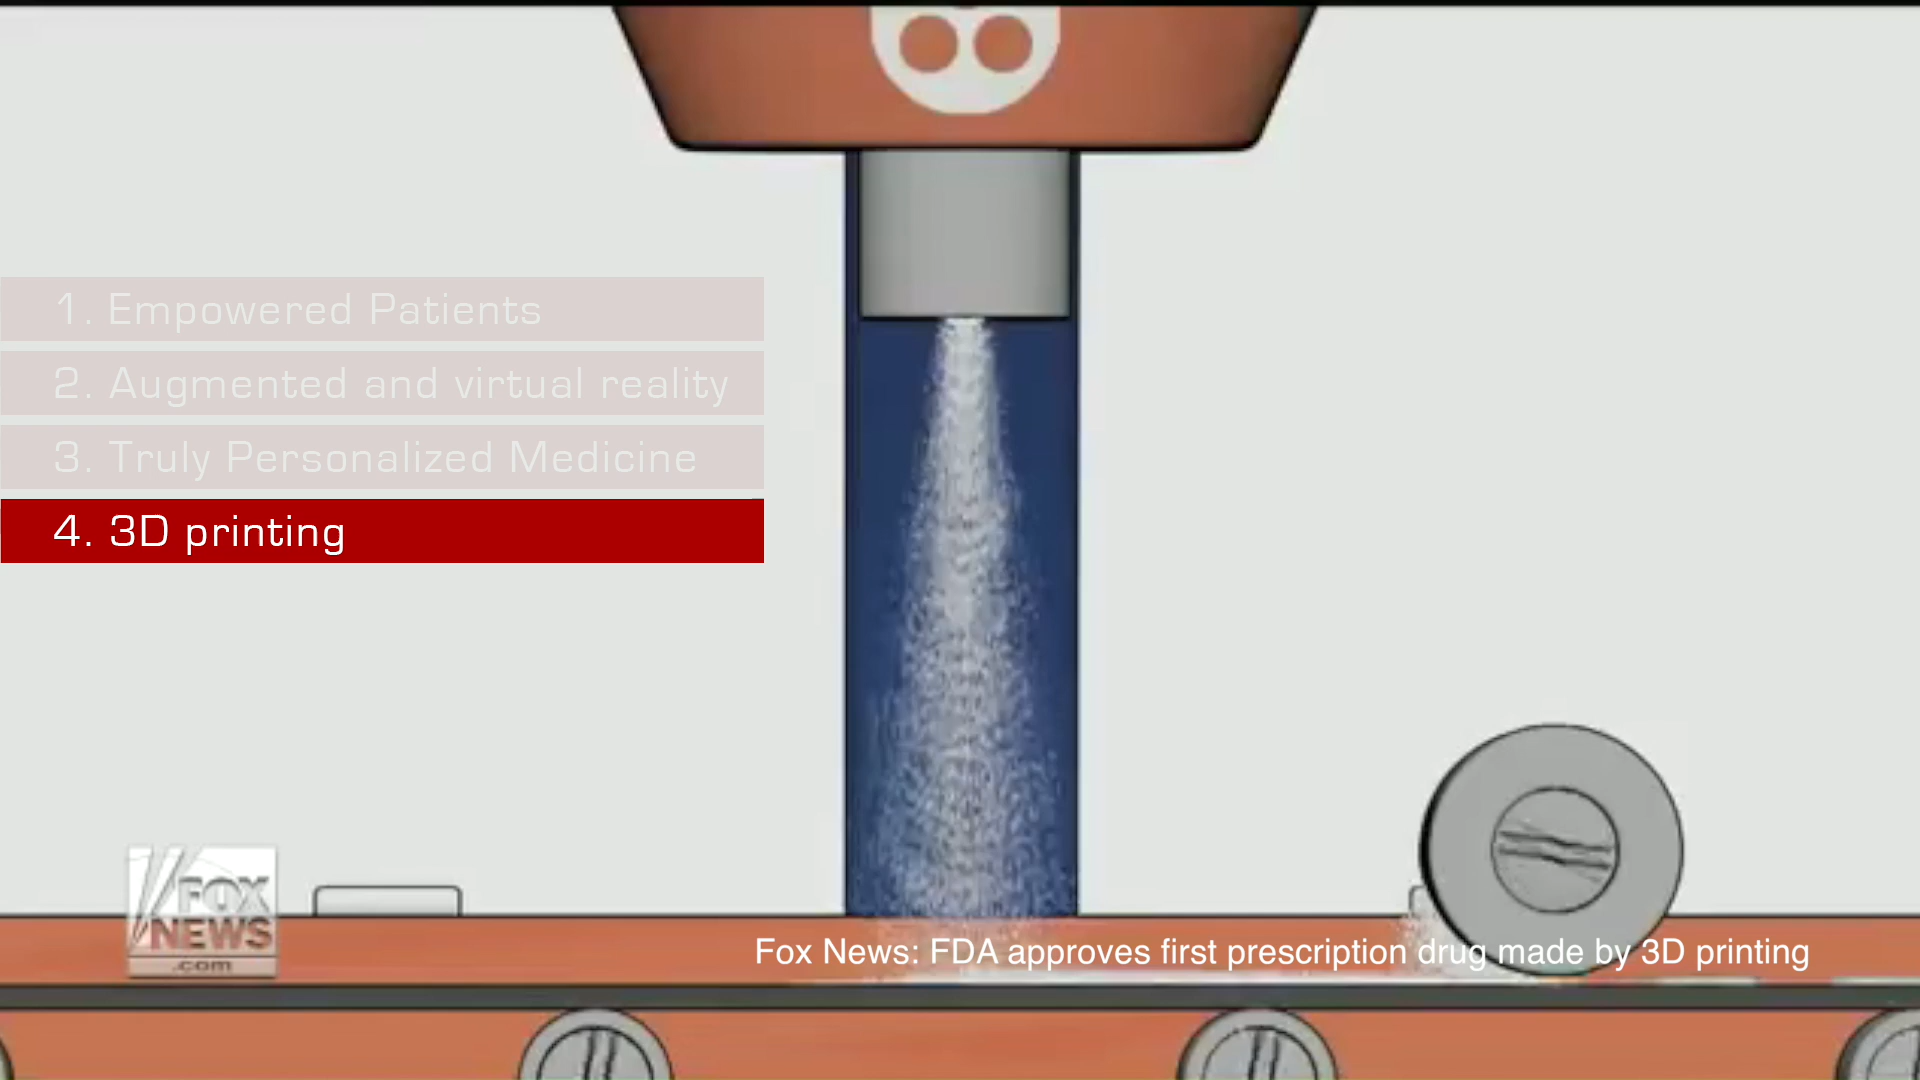 1. Empowered Patients
2. Augmented and virtual reality
3. Truly Personalized Medicine
4. 3D printing
FOX
NEWS
.com
Fox News: FDA approves first prescription drug made by 3D printing